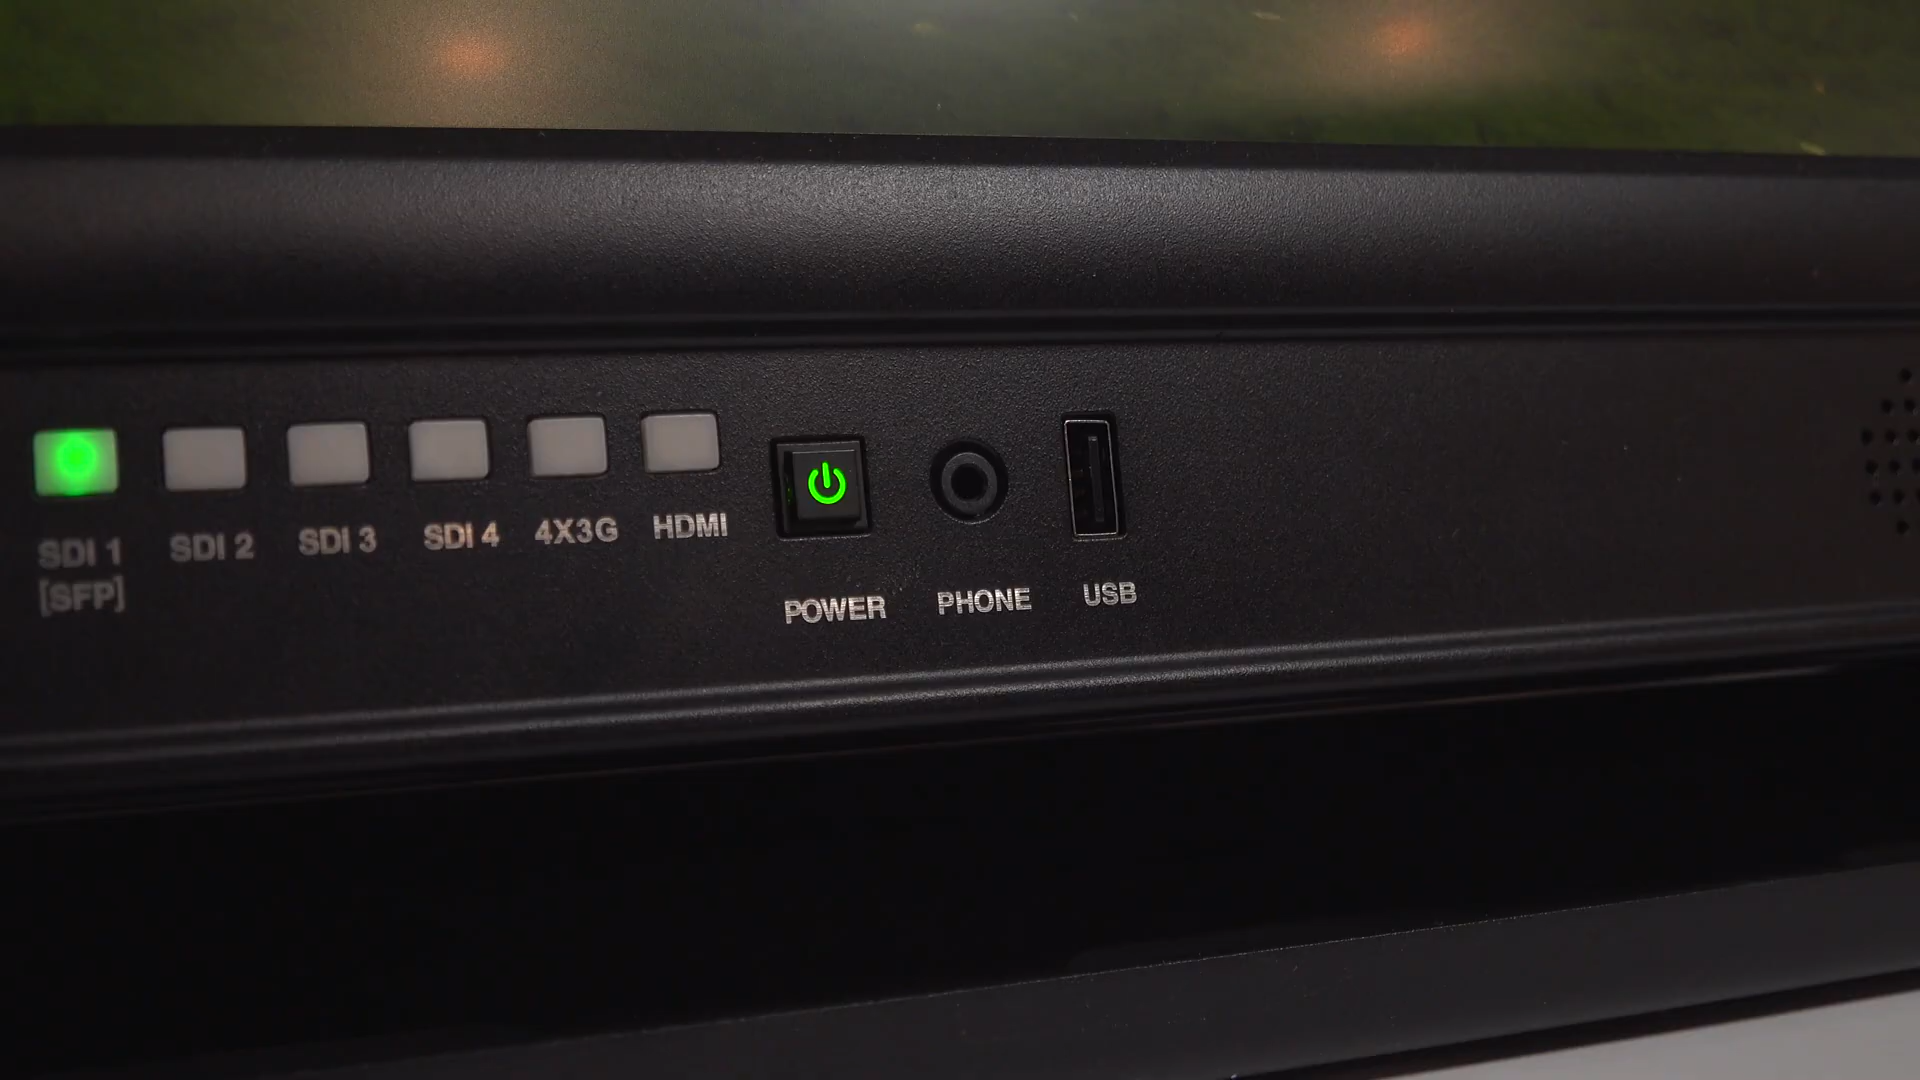 SDI 1
[SFP]
SDI 2
SDI 3
SDI 4
4X3G
HDMI
POWER
PHONE
USB